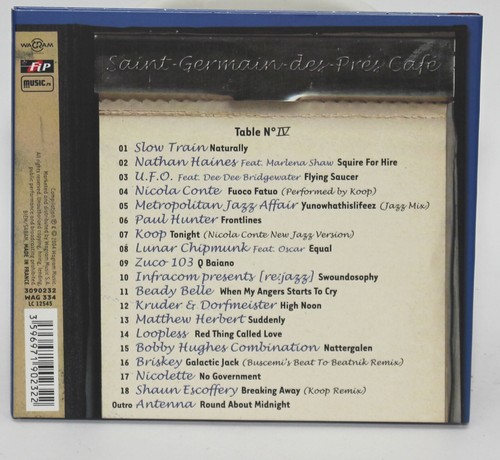 Saint-Germain-des-Prés Café
Table Nº IV
01 Slow Train Naturally
02 Nathan Haines Feat. Marlena Shaw Squire For Hire
03 U.F.O. Feat. Dee Dee Bridgewater Flying Saucer
04 Nicola Conte Fuoco Fatuo (Performed by Koop)
05 Metropolitan Jazz Affair Yunowhathislifeez (Jazz Mix)
06 Paul Hunter Frontlines
07 Koop Tonight (Nicola Conte New Jazz Version)
08 Lunar Chipmunk Feat. Oscar Equal
09 Zuco 103 Q Baiano
10 Infracom presents [re:jazz] Swoundosophy
11 Beady Belle When My Angers Starts To Cry
12 Kruder & Dorfmeister High Noon
13 Matthew Herbert Suddenly
14 Loopless Red Thing Called Love
15 Bobby Hughes Combination Nattergalen
16 Briskey Galactic Jack (Buscemi's Beat To Beatnik Remix)
17 Nicolette No Government
18 Shaun Escoffery Breaking Away (Koop Remix)
Outro Antenna Round About Midnight
WAGRAM
FIP
MUSIC.FR
3090232
WAG 334
LC 12545
3596971902322